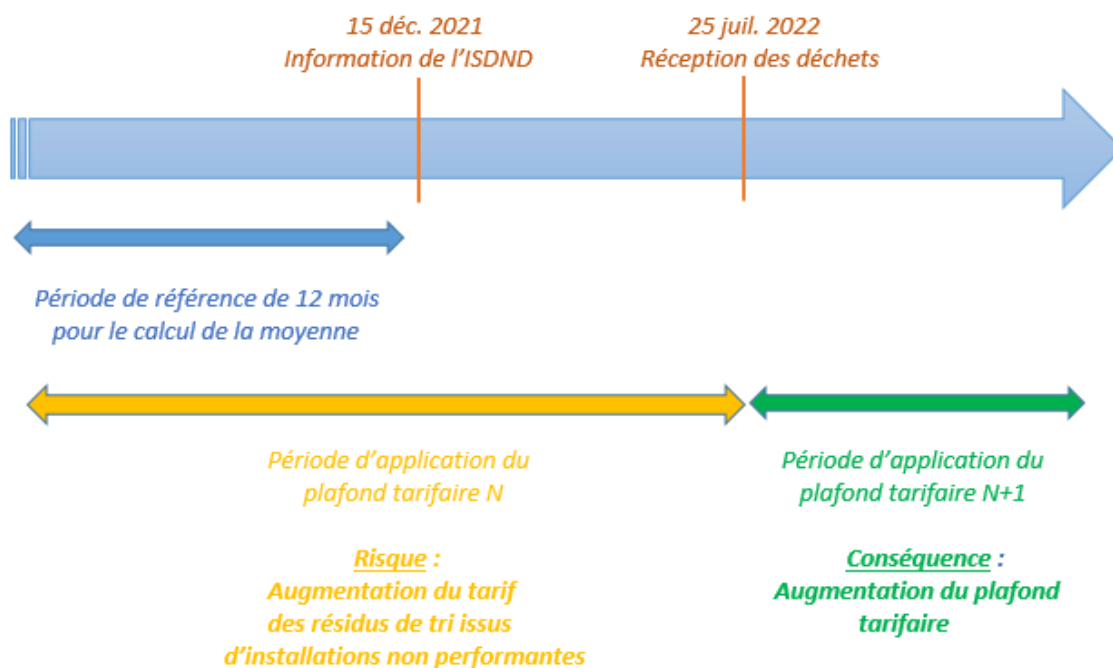 15 déc. 2021
Information de l’ISDND
25 juil. 2022
Réception des déchets
Période de référence de 12 mois
pour le calcul de la moyenne
Période d’application du
plafond tarifaire N
Risque :
Augmentation du tarif
des résidus de tri issus
d’installations non performantes
Période d’application du
plafond tarifaire N+1
Conséquence :
Augmentation du plafond
tarifaire